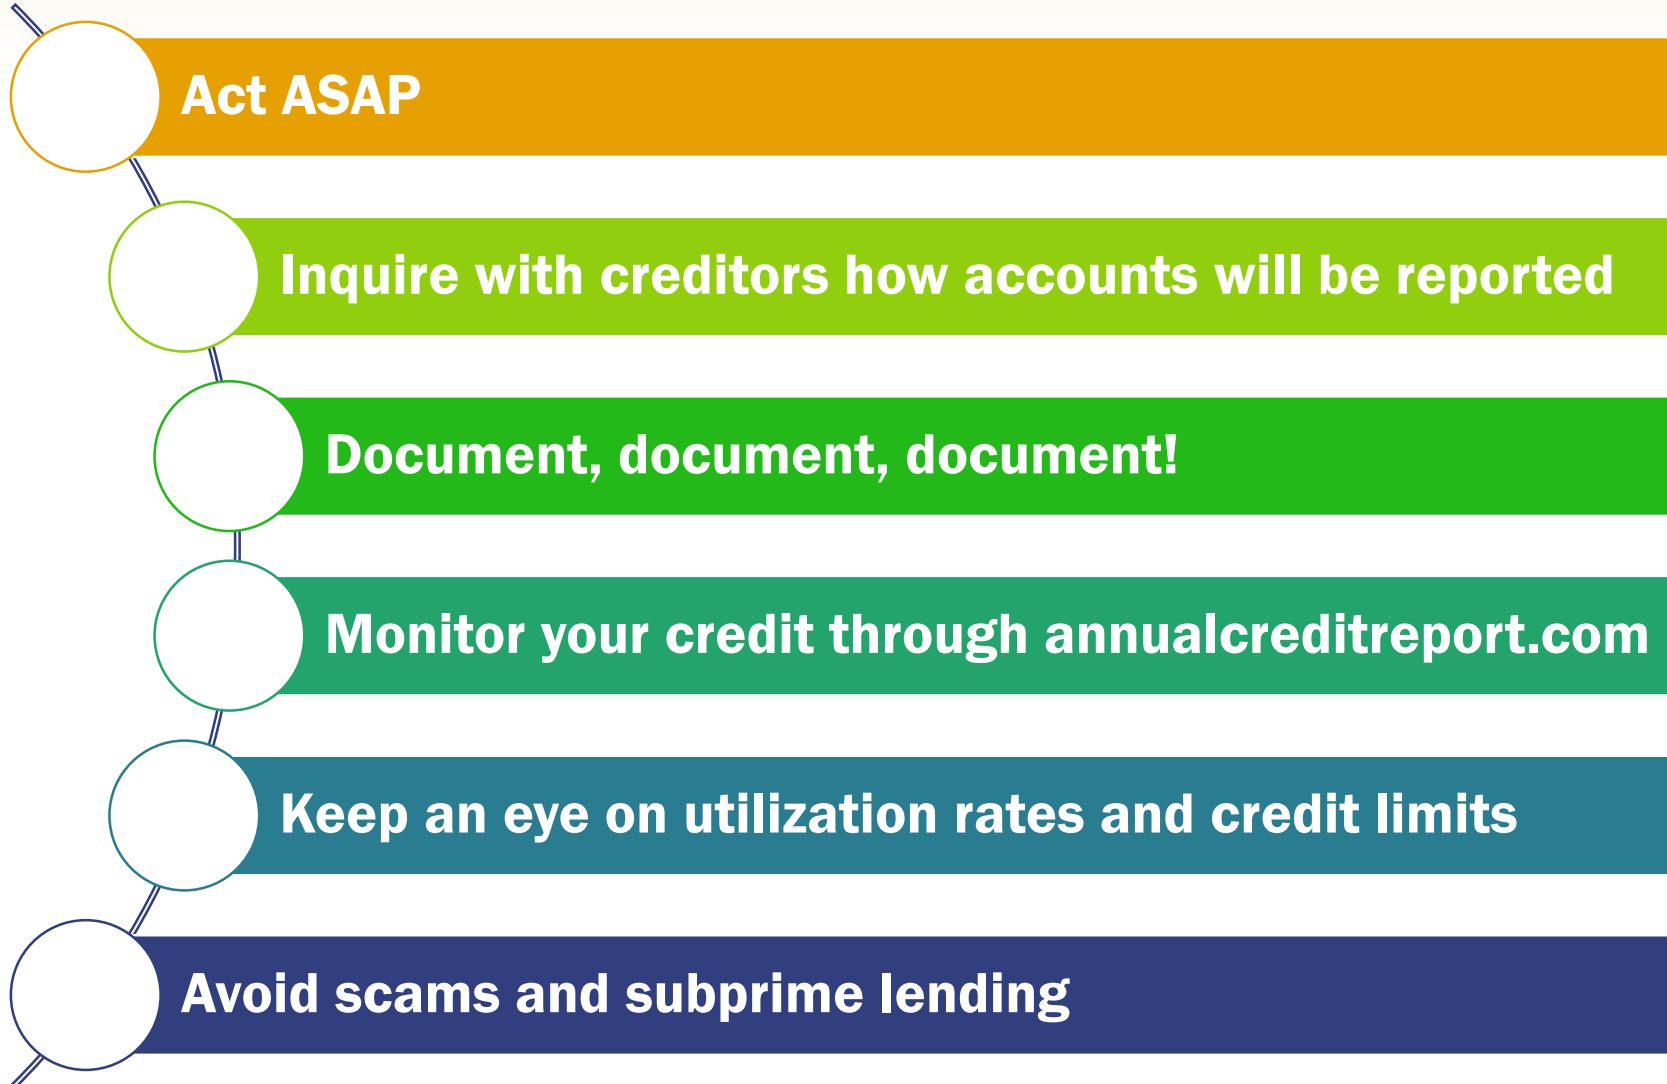 Act ASAP
Inquire with creditors how accounts will be reported
Document, document, document!
Monitor your credit through annualcreditreport.com
Keep an eye on utilization rates and credit limits
Avoid scams and subprime lending